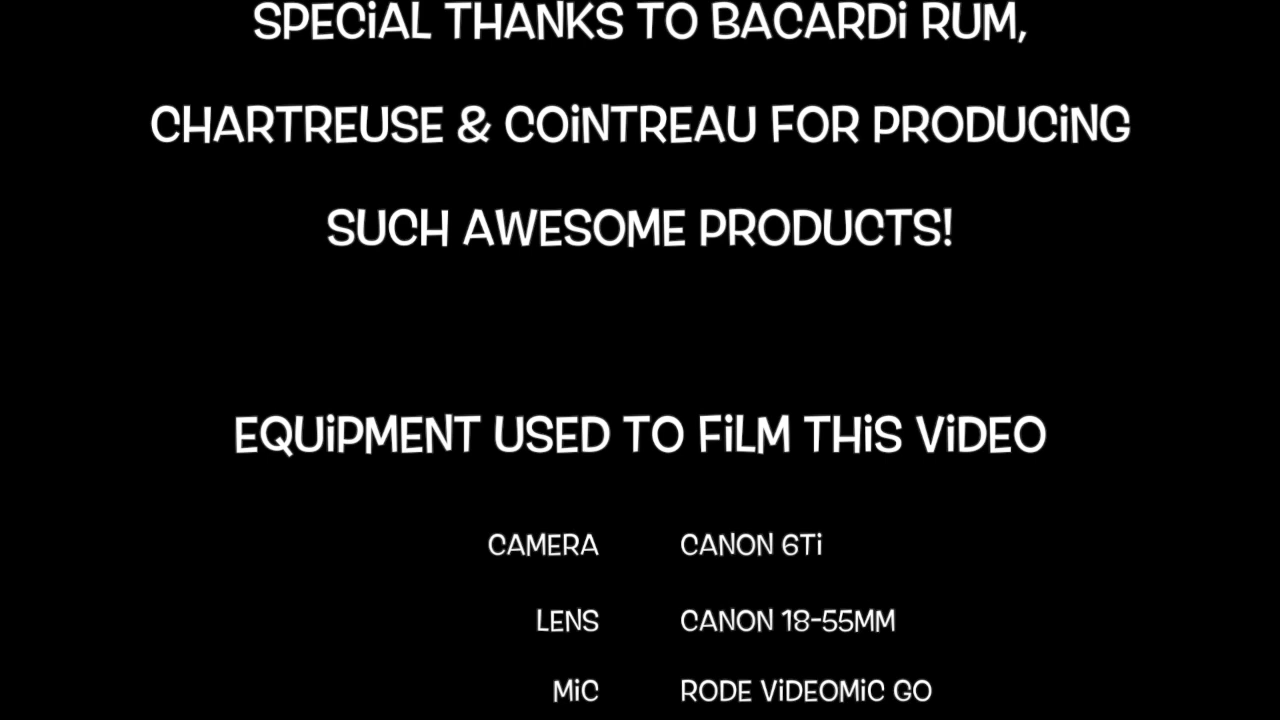 SPECiAL THANKS TO BACARDi RUM,
CHARTREUSE & COiNTREAU FOR PRODUCiNG
SUCH AWESOME PRODUCTS!
EQUiPMENT USED TO FiLM THiS ViDEO
CAMERA CANON 6Ti
LENS CANON 18-55MM
MiC RODE ViDEOMiC GO